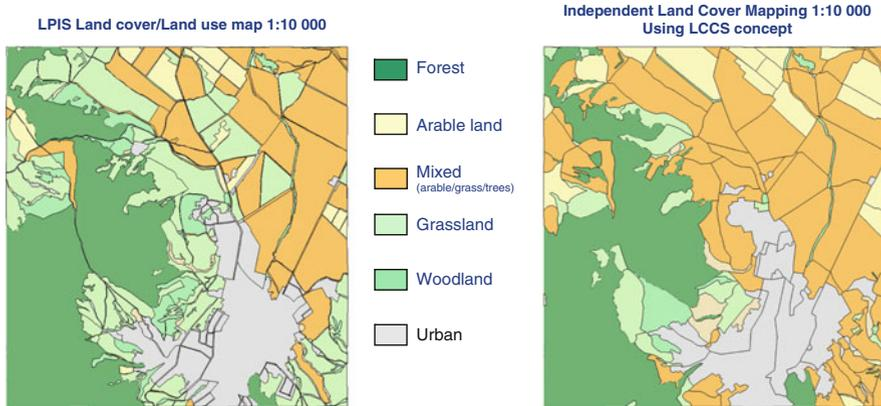 LPIS Land cover/Land use map 1:10 000
Independent Land Cover Mapping 1:10 000
Using LCCS concept
Forest
Arable land
Mixed
(arable/grass/trees)
Grassland
Woodland
Urban